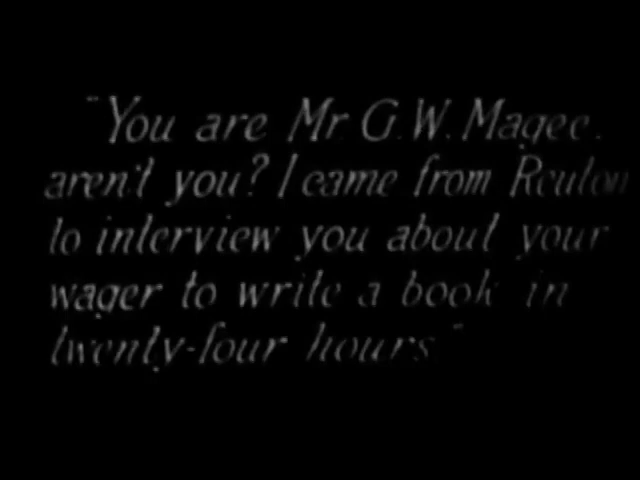 "You are Mr. G. W. Magee.
aren't you? I came from Reuton
to interview you about your
wager to write a book in
twenty-four hours"